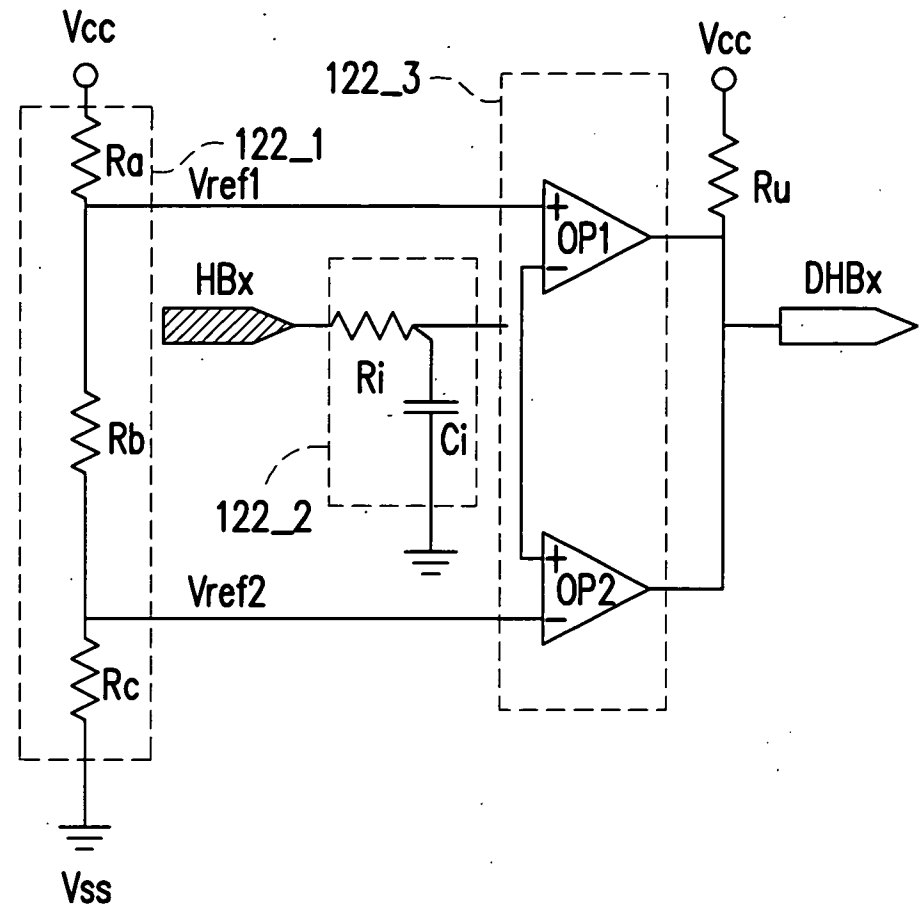 Vcc
Vcc
122_3
122_1
Ra
Vref1
Ru
+
OP1
−
HBx
DHBx
Ri
Ci
Rb
122_2
+
OP2
−
Vref2
Rc
Vss